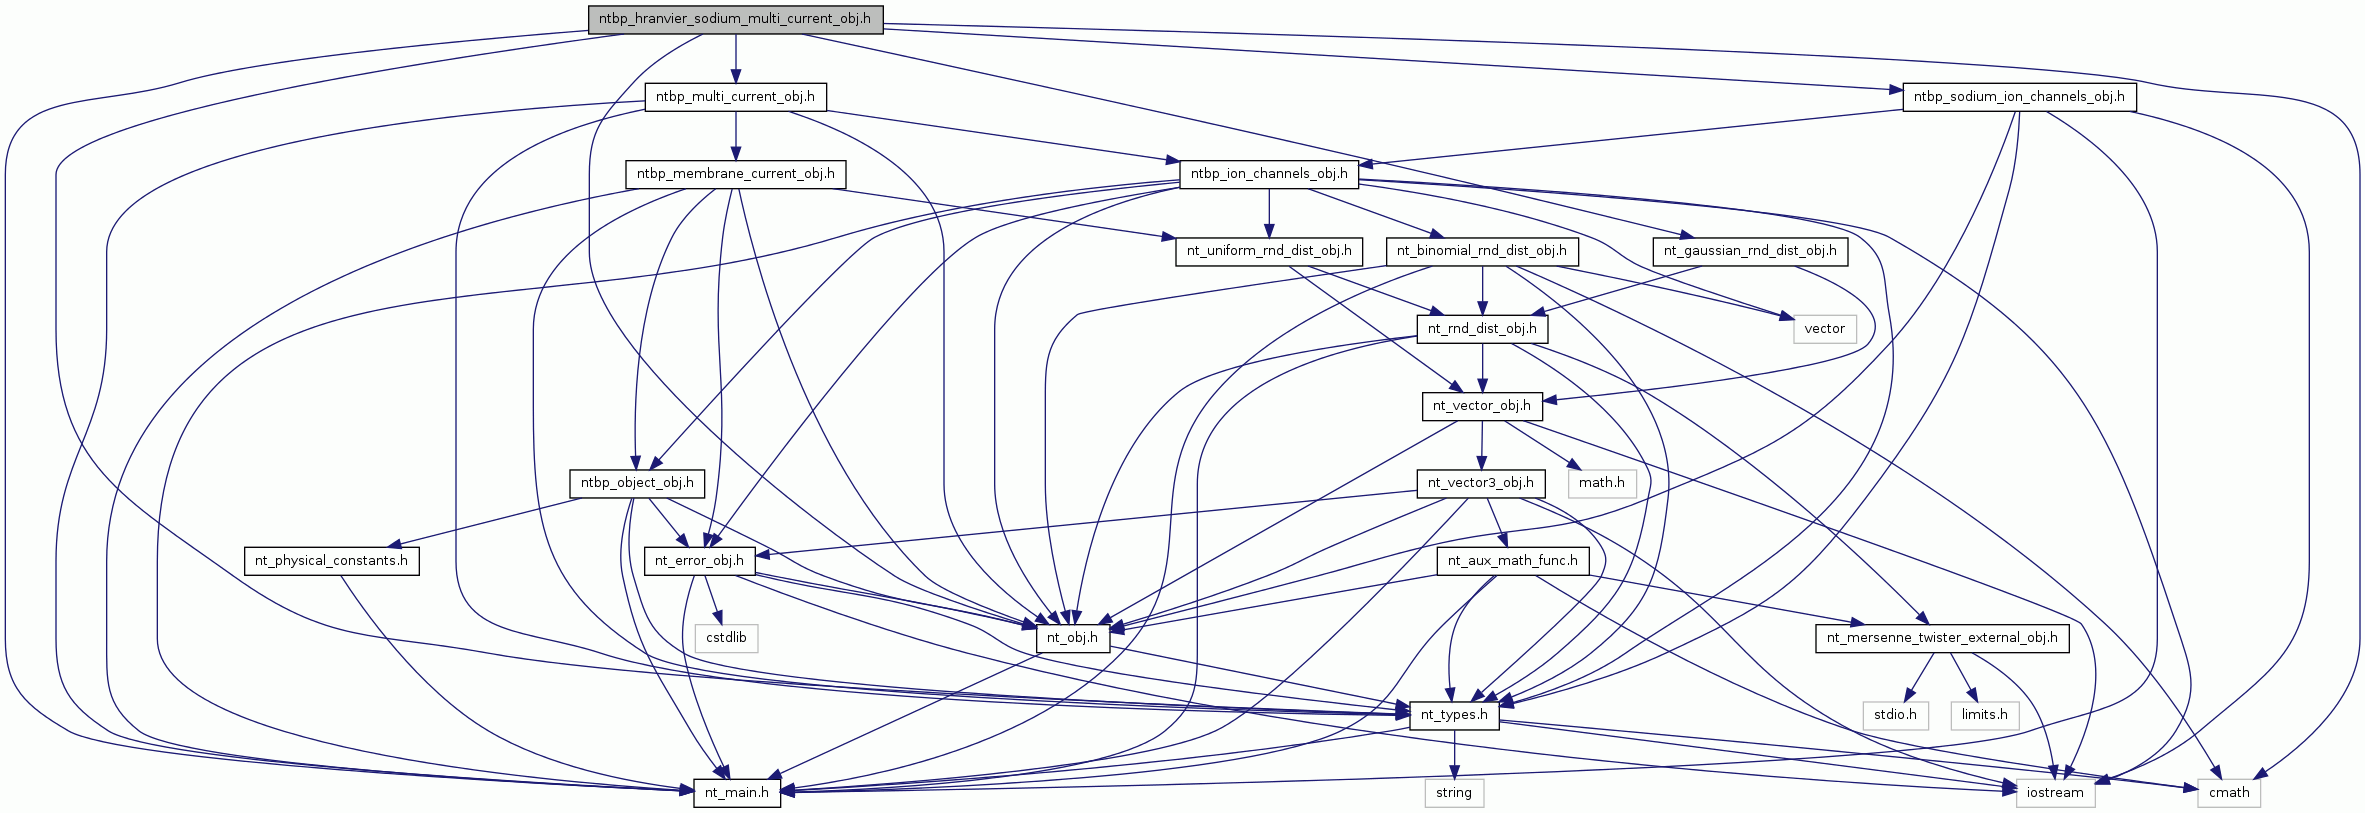 ntbp_hranvier_sodium_multi_current_obj.h
ntbp_multi_current_obj.h
ntbp_sodium_ion_channels_obj.h
ntbp_membrane_current_obj.h
ntbp_ion_channels_obj.h
nt_uniform_rnd_dist_obj.h
nt_binomial_rnd_dist_obj.h
nt_gaussian_rnd_dist_obj.h
nt_rnd_dist_obj.h
vector
nt_vector_obj.h
ntbp_object_obj.h
nt_vector3_obj.h
math.h
nt_physical_constants.h
nt_error_obj.h
nt_aux_math_func.h
cstdlib
nt_obj.h
nt_mersenne_twister_external_obj.h
nt_types.h
stdio.h
limits.h
nt_main.h
string
iostream
cmath